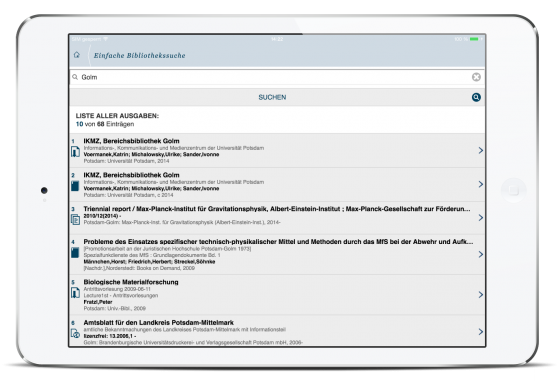 14:22
Einfache Bibliothekssuche
Golm
SUCHEN
LISTE ALLER AUSGABEN:
10 von 68 Einträgen
1 IKMZ, Bereichsbibliothek Golm
Informations-, Kommunikations- und Medienzentrum der Universität Potsdam
Voermanek,Katrin; Michalowsky,Ulrike; Sander,Ivonne
Potsdam: Universität Potsdam, 2014
2 IKMZ, Bereichsbibliothek Golm
Informations-, Kommunikations- und Medienzentrum der Universität Potsdam
Voermanek,Katrin; Michalowsky,Ulrike; Sander,Ivonne
Potsdam: Universität Potsdam, c 2014
3 Triennial report / Max-Planck-Institut für Gravitationsphysik, Albert-Einstein-Institut ; Max-Planck-Gesellschaft zur Förderun...
2010/12(2014) -
Potsdam-Golm: Max-Planck-Inst. für Gravitationsphysik (Albert-Einstein-Inst.), 2014-
4 Probleme des Einsatzes spezifischer technisch-physikalischer Mittel und Methoden durch das MfS bei der Abwehr und Aufk...
[Promotionsarbeit an der Juristischen Hochschule Potsdam-Golm 1973]
Spezialfunkdienste des MfS : Grundlagendokumente Bd. 1
Männchen,Horst; Friedrich,Herbert; Streckel,Söhnke
[Nachdr.],Norderstedt: Books on Demand, 2009
5 Biologische Materialforschung
Antrittsvorlesung 2009-06-11
Lecture1st - Antrittsvorlesungen
Fratzl,Peter
Potsdam: Univ.-Bibl., 2009
6 Amtsblatt für den Landkreis Potsdam-Mittelmark
amtliche Bekanntmachungen des Landkreises Potsdam-Mittelmark mit Informationsteil
lizenzfrei: 13.2006,1 -
Golm: Brandenburgische Universitätsdruckerei- und Verlagsgesellschaft Potsdam mbH, 2006-